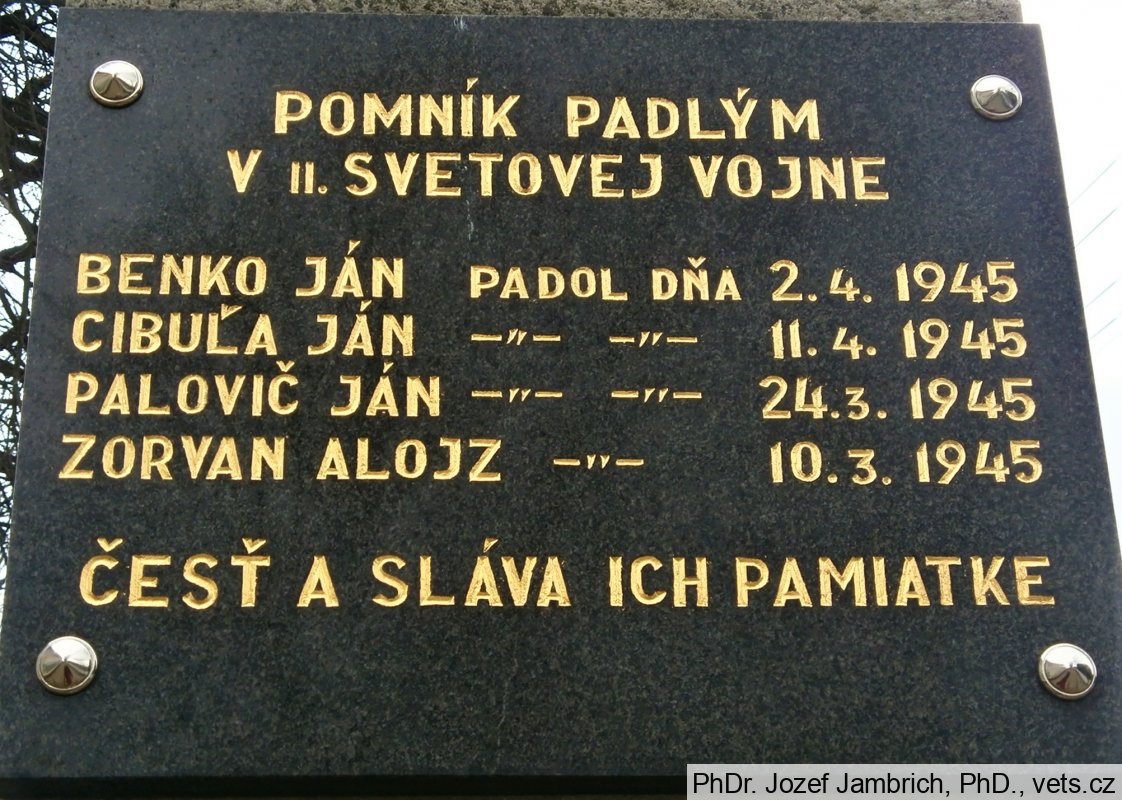 POMNÍK PADLÝM
V II. SVETOVEJ VOJNE
BENKO JÁN PADOL DŇA 2. 4. 1945
CIBUĽA JÁN –〃– –〃– 11. 4. 1945
PALOVIČ JÁN –〃– –〃– 24. 3. 1945
ZORVAN ALOJZ –〃– 10. 3. 1945
ČESŤ A SLÁVA ICH PAMIATKE
PhDr. Jozef Jambrich, PhD., vets.cz